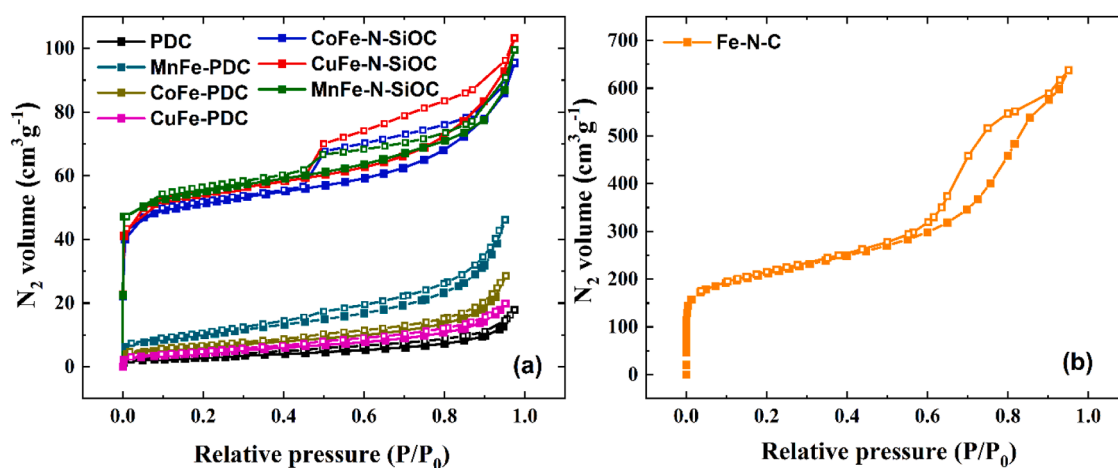 PDC
MnFe-PDC
CoFe-PDC
CuFe-PDC
CoFe-N-SiOC
CuFe-N-SiOC
MnFe-N-SiOC
N₂ volume (cm³g⁻¹)
100
80
60
40
20
0
0.0 0.2 0.4 0.6 0.8 1.0
Relative pressure (P/P₀)
(a)
Fe-N-C
N₂ volume (cm³g⁻¹)
700
600
500
400
300
200
100
0
0.0 0.2 0.4 0.6 0.8 1.0
Relative pressure (P/P₀)
(b)